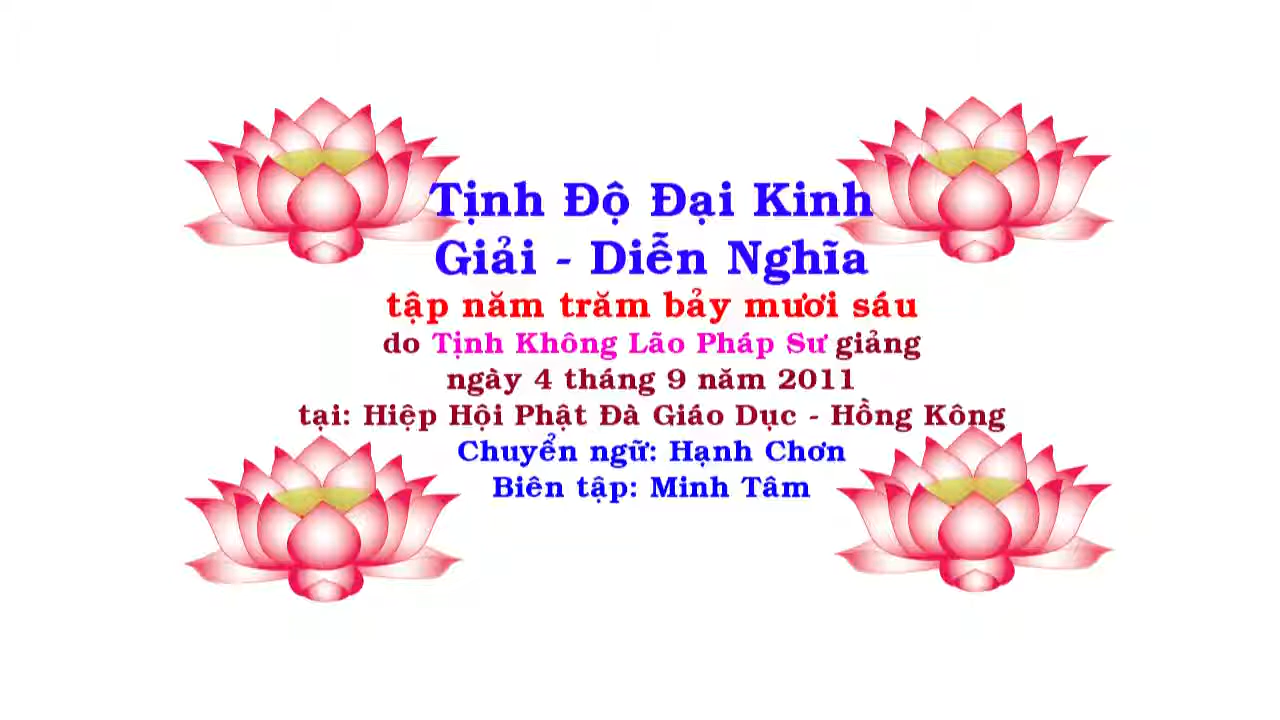 Tịnh Độ Đại Kinh
Giải - Diễn Nghĩa
tập năm trăm bảy mươi sáu
do Tịnh Không Lão Pháp Sư giảng
ngày 4 tháng 9 năm 2011
tại: Hiệp Hội Phật Đà Giáo Dục - Hồng Kông
Chuyển ngữ: Hạnh Chơn
Biên tập: Minh Tâm